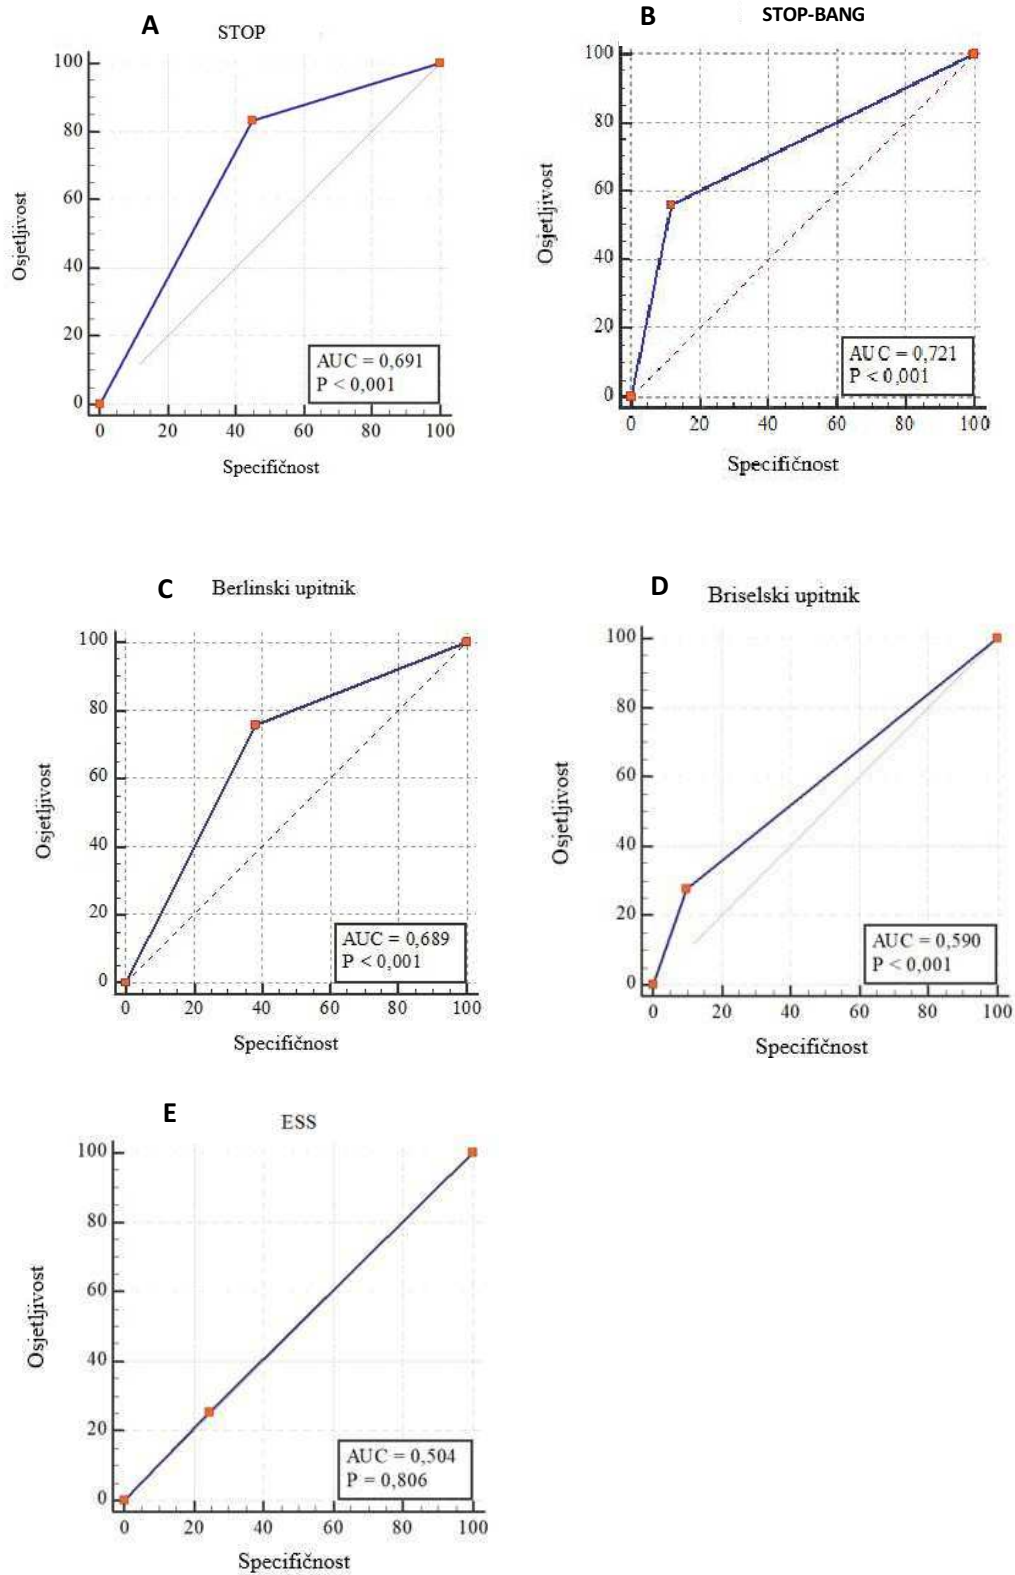 A
STOP
100
80
60
40
20
0
Osjetljivost
0 20 40 60 80 100
Specifičnost
AUC = 0,691
P < 0,001
B
STOP-BANG
100
80
60
40
20
0
Osjetljivost
0 20 40 60 80 100
Specifičnost
AUC = 0,721
P < 0,001
C
Berlinski upitnik
100
80
60
40
20
0
Osjetljivost
0 20 40 60 80 100
Specifičnost
AUC = 0,689
P < 0,001
D
Briselski upitnik
100
80
60
40
20
0
Osjetljivost
0 20 40 60 80 100
Specifičnost
AUC = 0,590
P < 0,001
E
ESS
100
80
60
40
20
0
Osjetljivost
0 20 40 60 80 100
Specifičnost
AUC = 0,504
P = 0,806